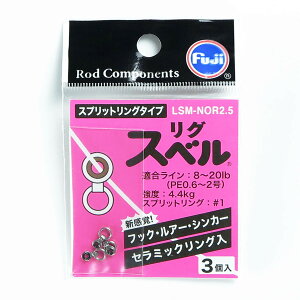 Fuji
®
Rod Components
スプリットリングタイプ LSM-NOR2.5
リグ
スベル
適合ライン：8〜20lb
(PE0.6〜2号)
強度：4.4kg
スプリットリング：#1
新感覚!
フック・ルアー・シンカー
セラミックリング入
3個入